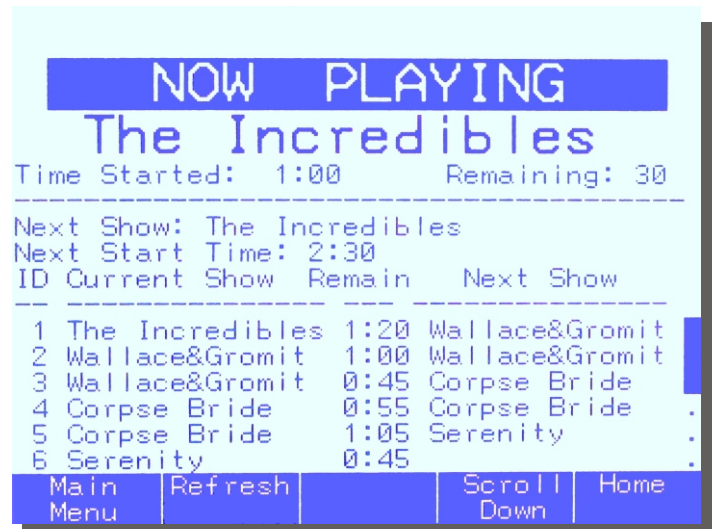 NOW PLAYING
The Incredibles
Time Started: 1:00 Remaining: 30
Next Show: The Incredibles
Next Start Time: 2:30
ID Current Show Remain Next Show
1 The Incredibles 1:20 Wallace&Gromit
2 Wallace&Gromit 1:00 Wallace&Gromit
3 Wallace&Gromit 0:45 Corpse Bride
4 Corpse Bride 0:55 Corpse Bride
5 Corpse Bride 1:05 Serenity
6 Serenity 0:45
Main Menu Refresh Scroll Down Home